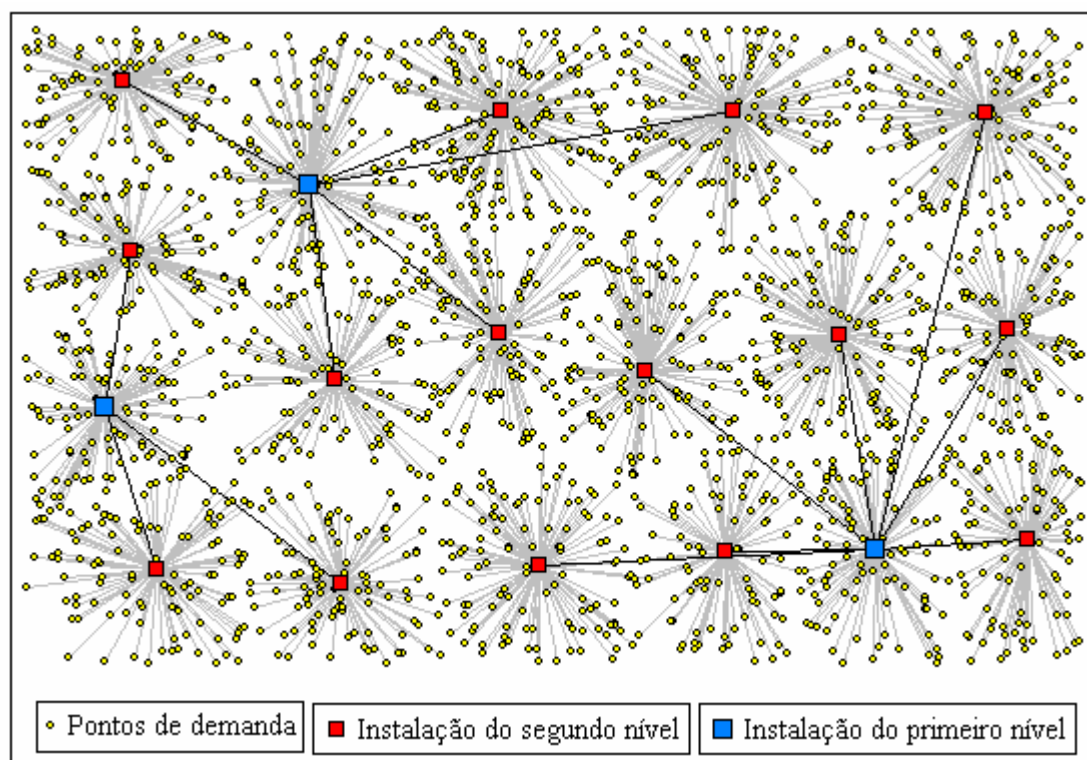 Pontos de demanda
Instalação do segundo nível
Instalação do primeiro nível